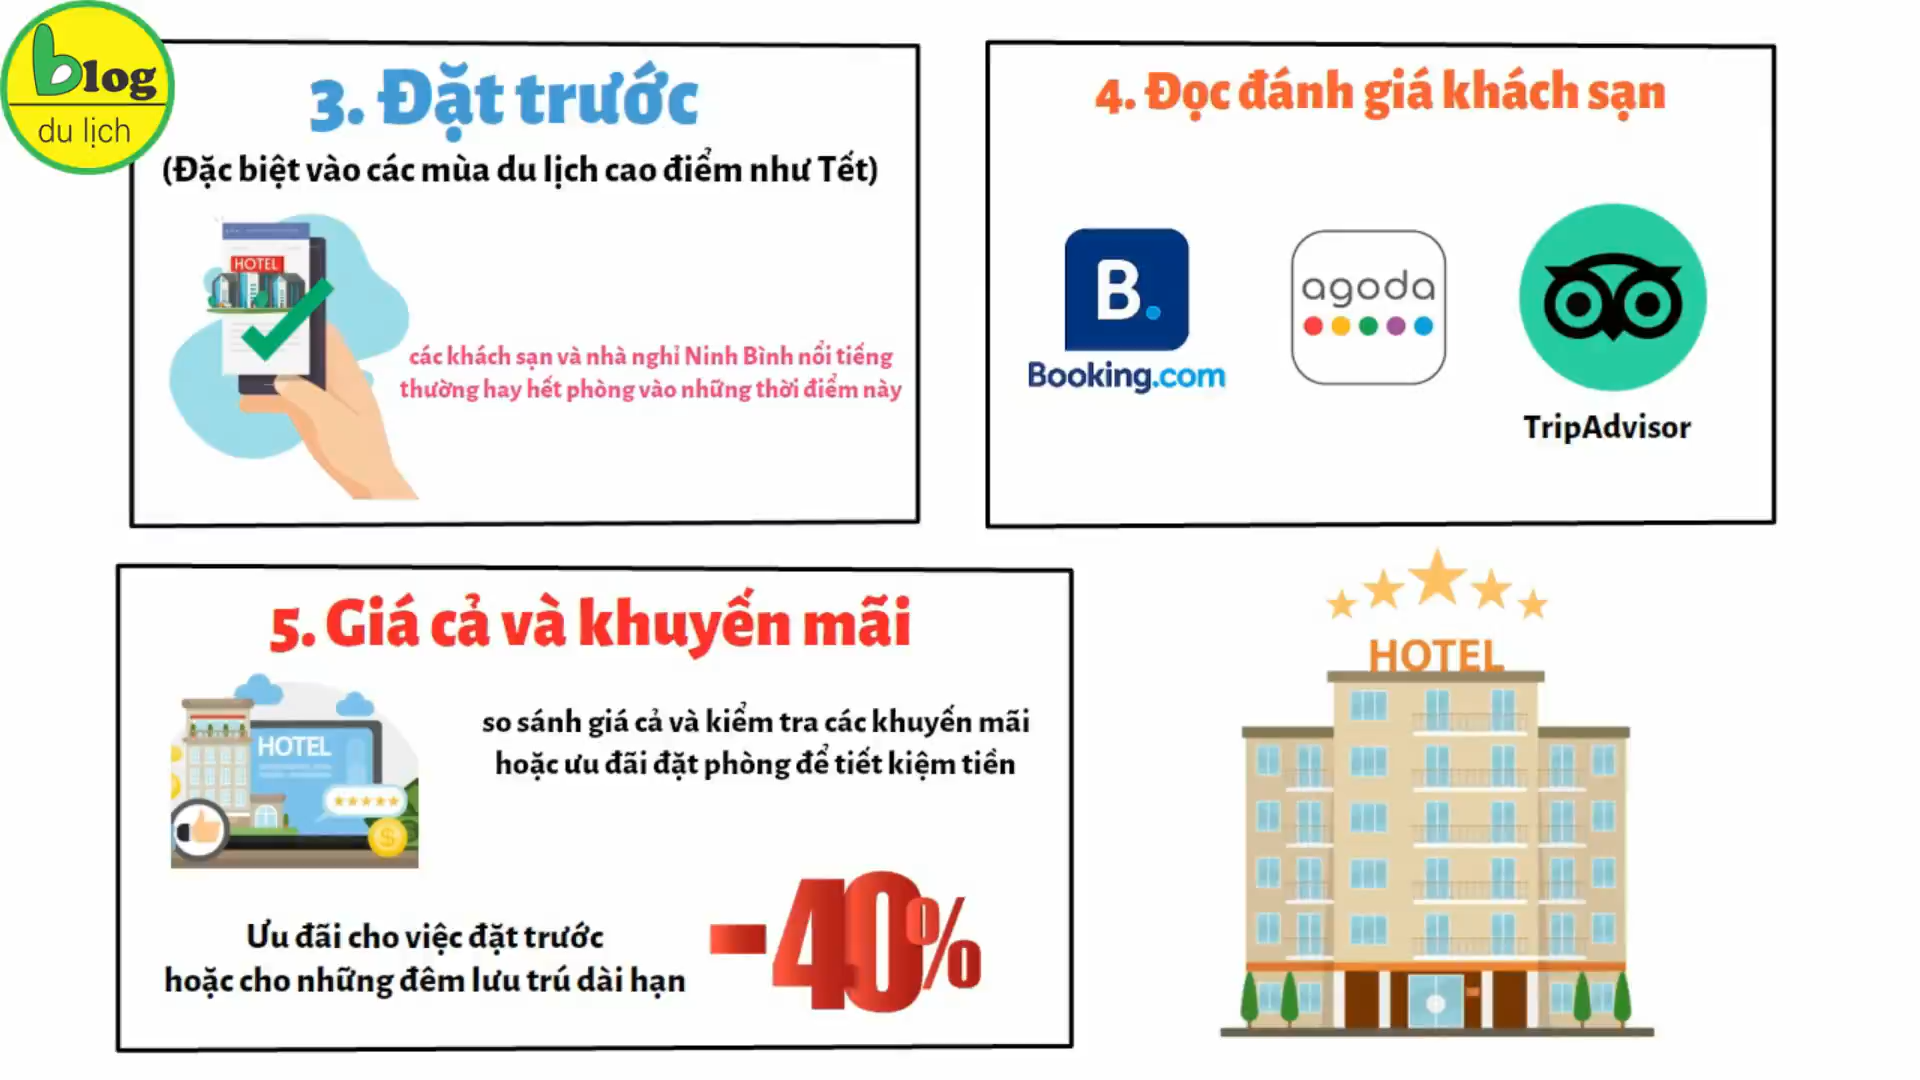 blog
du lịch
3. Đặt trước
(Đặc biệt vào các mùa du lịch cao điểm như Tết)
HOTEL
các khách sạn và nhà nghỉ Ninh Bình nổi tiếng
thường hay hết phòng vào những thời điểm này
4. Đọc đánh giá khách sạn
B.
Booking.com
agoda
TripAdvisor
5. Giá cả và khuyến mãi
HOTEL
$
so sánh giá cả và kiểm tra các khuyến mãi
hoặc ưu đãi đặt phòng để tiết kiệm tiền
Ưu đãi cho việc đặt trước
hoặc cho những đêm lưu trú dài hạn
-40%
HOTEL